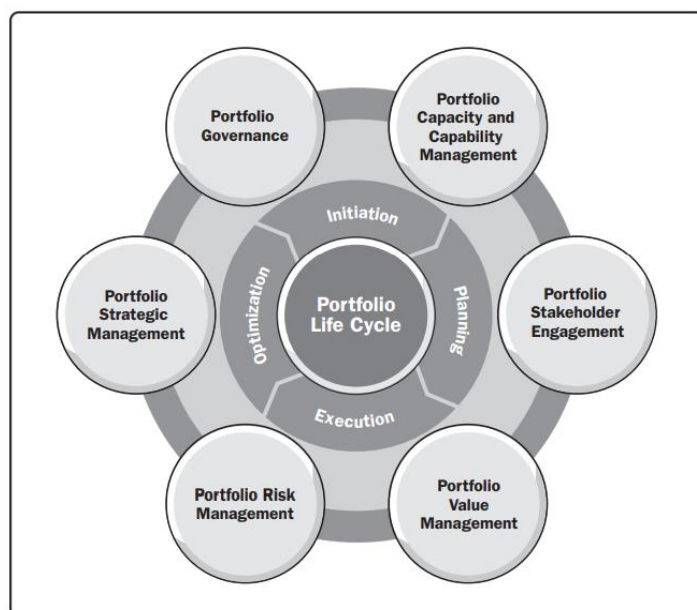 Portfolio
Governance
Portfolio
Capacity and
Capability
Management
Initiation
Portfolio
Strategic
Management
Optimization
Portfolio
Life Cycle
Planning
Portfolio
Stakeholder
Engagement
Execution
Portfolio Risk
Management
Portfolio
Value
Management